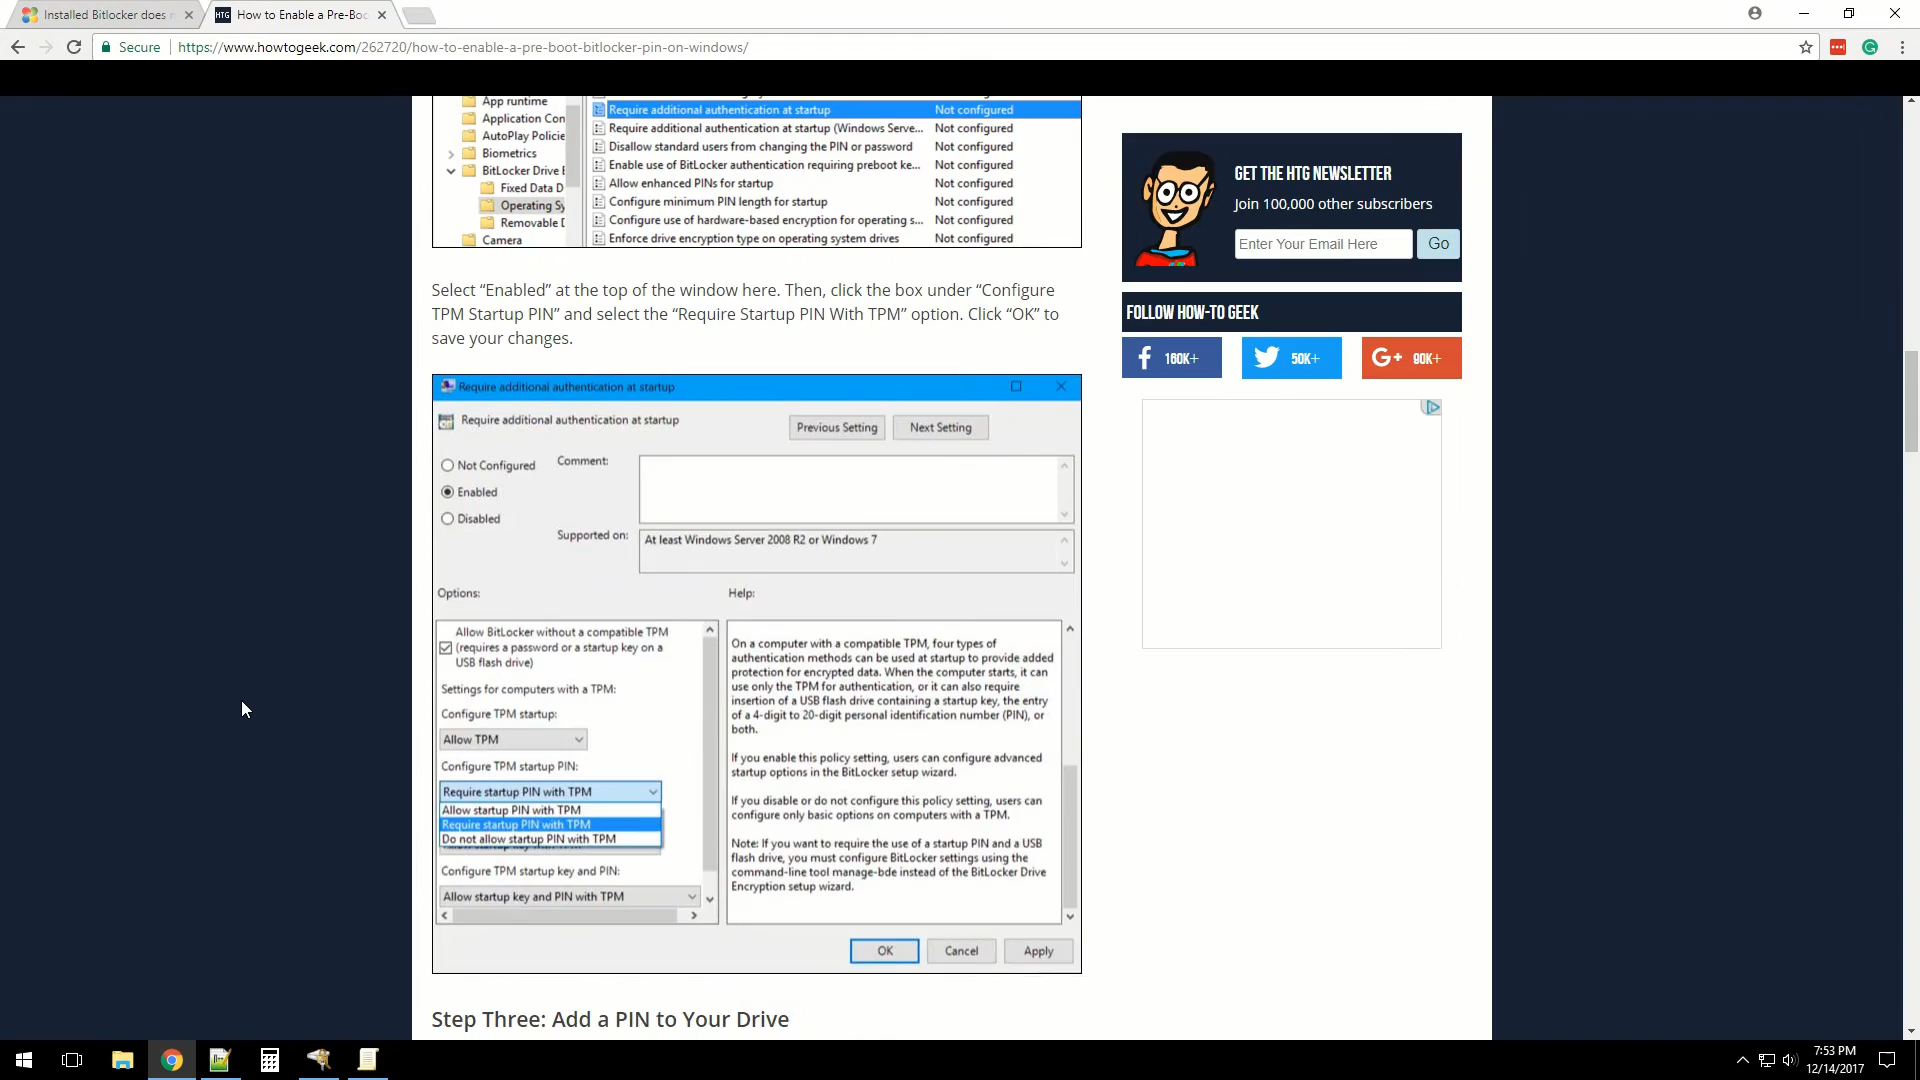 Installed Bitlocker does n
How to Enable a Pre-Boo
HTG
Secure
https://www.howtogeek.com/262720/how-to-enable-a-pre-boot-bitlocker-pin-on-windows/
App runtime
Application Con
AutoPlay Policie
Biometrics
BitLocker Drive E
Fixed Data D
Operating Sy
Removable D
Camera
Require additional authentication at startup Not configured
Require additional authentication at startup (Windows Serve... Not configured
Disallow standard users from changing the PIN or password Not configured
Enable use of BitLocker authentication requiring preboot ke... Not configured
Allow enhanced PINs for startup Not configured
Configure minimum PIN length for startup Not configured
Configure use of hardware-based encryption for operating s... Not configured
Enforce drive encryption type on operating system drives Not configured
Select “Enabled” at the top of the window here. Then, click the box under “Configure
TPM Startup PIN” and select the “Require Startup PIN With TPM” option. Click “OK” to
save your changes.
Require additional authentication at startup
Require additional authentication at startup
Previous Setting
Next Setting
Not Configured
Enabled
Disabled
Comment:
Supported on:
At least Windows Server 2008 R2 or Windows 7
Options:
Help:
Allow BitLocker without a compatible TPM
(requires a password or a startup key on a
USB flash drive)
Settings for computers with a TPM:
Configure TPM startup:
Allow TPM
Configure TPM startup PIN:
Require startup PIN with TPM
Allow startup PIN with TPM
Require startup PIN with TPM
Do not allow startup PIN with TPM
Configure TPM startup key and PIN:
Allow startup key and PIN with TPM
On a computer with a compatible TPM, four types of
authentication methods can be used at startup to provide added
protection for encrypted data. When the computer starts, it can
use only the TPM for authentication, or it can also require
insertion of a USB flash drive containing a startup key, the entry
of a 4-digit to 20-digit personal identification number (PIN), or
both.
If you enable this policy setting, users can configure advanced
startup options in the BitLocker setup wizard.
If you disable or do not configure this policy setting, users can
configure only basic options on computers with a TPM.
Note: If you want to require the use of a startup PIN and a USB
flash drive, you must configure BitLocker settings using the
command-line tool manage-bde instead of the BitLocker Drive
Encryption setup wizard.
OK
Cancel
Apply
Step Three: Add a PIN to Your Drive
GET THE HTG NEWSLETTER
Join 100,000 other subscribers
Enter Your Email Here
Go
FOLLOW HOW-TO GEEK
160K+
50K+
G+ 90K+
7:53 PM
12/14/2017